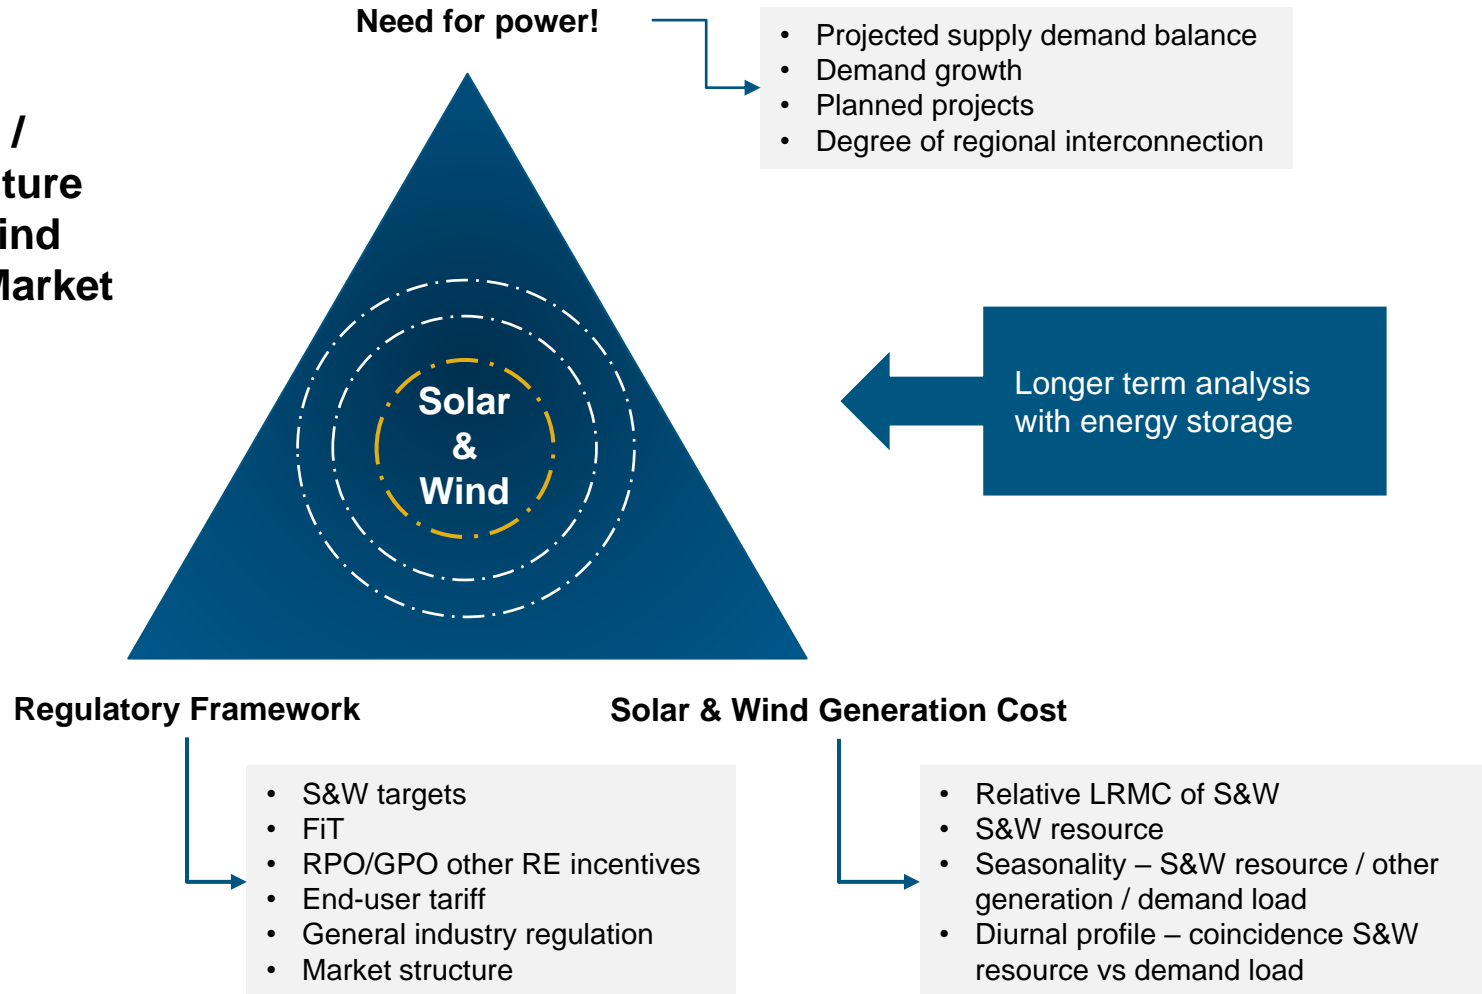 Need for power!
• Projected supply demand balance
• Demand growth
• Planned projects
• Degree of regional interconnection
/
ture
ind
Market
Solar
&
Wind
Longer term analysis
with energy storage
Regulatory Framework
• S&W targets
• FiT
• RPO/GPO other RE incentives
• End-user tariff
• General industry regulation
• Market structure
Solar & Wind Generation Cost
• Relative LRMC of S&W
• S&W resource
• Seasonality – S&W resource / other
generation / demand load
• Diurnal profile – coincidence S&W
resource vs demand load